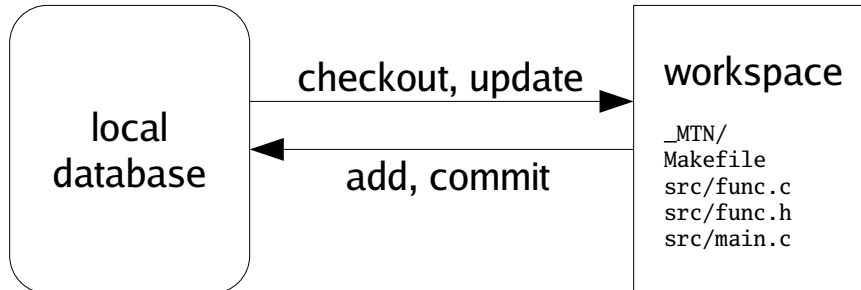 local
database
checkout, update
add, commit
workspace
_MTN/
Makefile
src/func.c
src/func.h
src/main.c